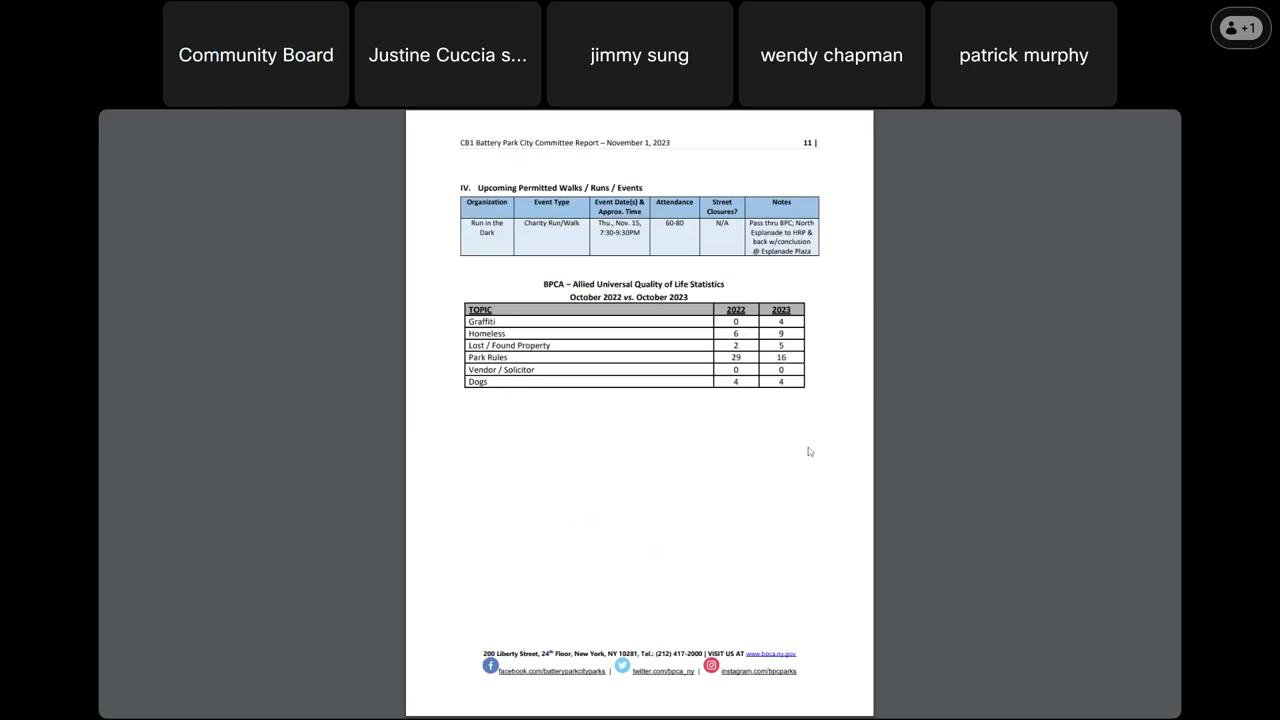 Community Board
Justine Cuccia s...
jimmy sung
wendy chapman
patrick murphy
+1
CB1 Battery Park City Committee Report – November 1, 2023 11 |
IV. Upcoming Permitted Walks / Runs / Events
Organization Event Type Event Date(s) & Approx. Time Attendance Street Closures? Notes
Run in the Dark Charity Run/Walk Thu., Nov. 15, 7:30-9:30PM 60-80 N/A Pass thru BPC; North Esplanade to HRP & back w/conclusion @ Esplanade Plaza
BPCA – Allied Universal Quality of Life Statistics
October 2022 vs. October 2023
TOPIC 2022 2023
Graffiti 0 4
Homeless 6 9
Lost / Found Property 2 5
Park Rules 29 16
Vendor / Solicitor 0 0
Dogs 4 4
200 Liberty Street, 24th Floor, New York, NY 10281, Tel.: (212) 417-2000 | VISIT US AT www.bpca.ny.gov
facebook.com/batteryparkcityparks | twitter.com/bpca_ny | instagram.com/bpcparks